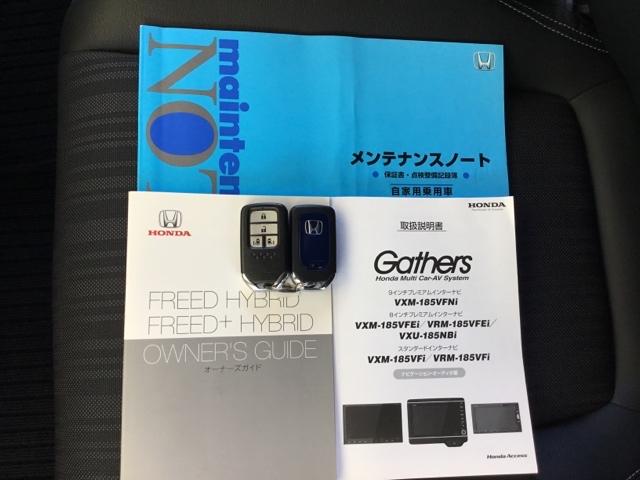 mainten
NO
メンテナンスノート
● 保証書・点検整備記録簿 ●
自家用乗用車
HONDA
FREED HYBRID
FREED+ HYBRID
OWNER'S GUIDE
オーナーズガイド
HONDA
取扱説明書
Gathers
Honda Multi Car-AV System
9インチプレミアムインターナビ
VXM-185VFNi
8インチプレミアムインターナビ
VXM-185VFEi/VRM-185VFEi/
VXU-185NBi
スタンダードインターナビ
VXM-185VFi/VRM-185VFi
ナビゲーション・オーディオ編
Honda Access